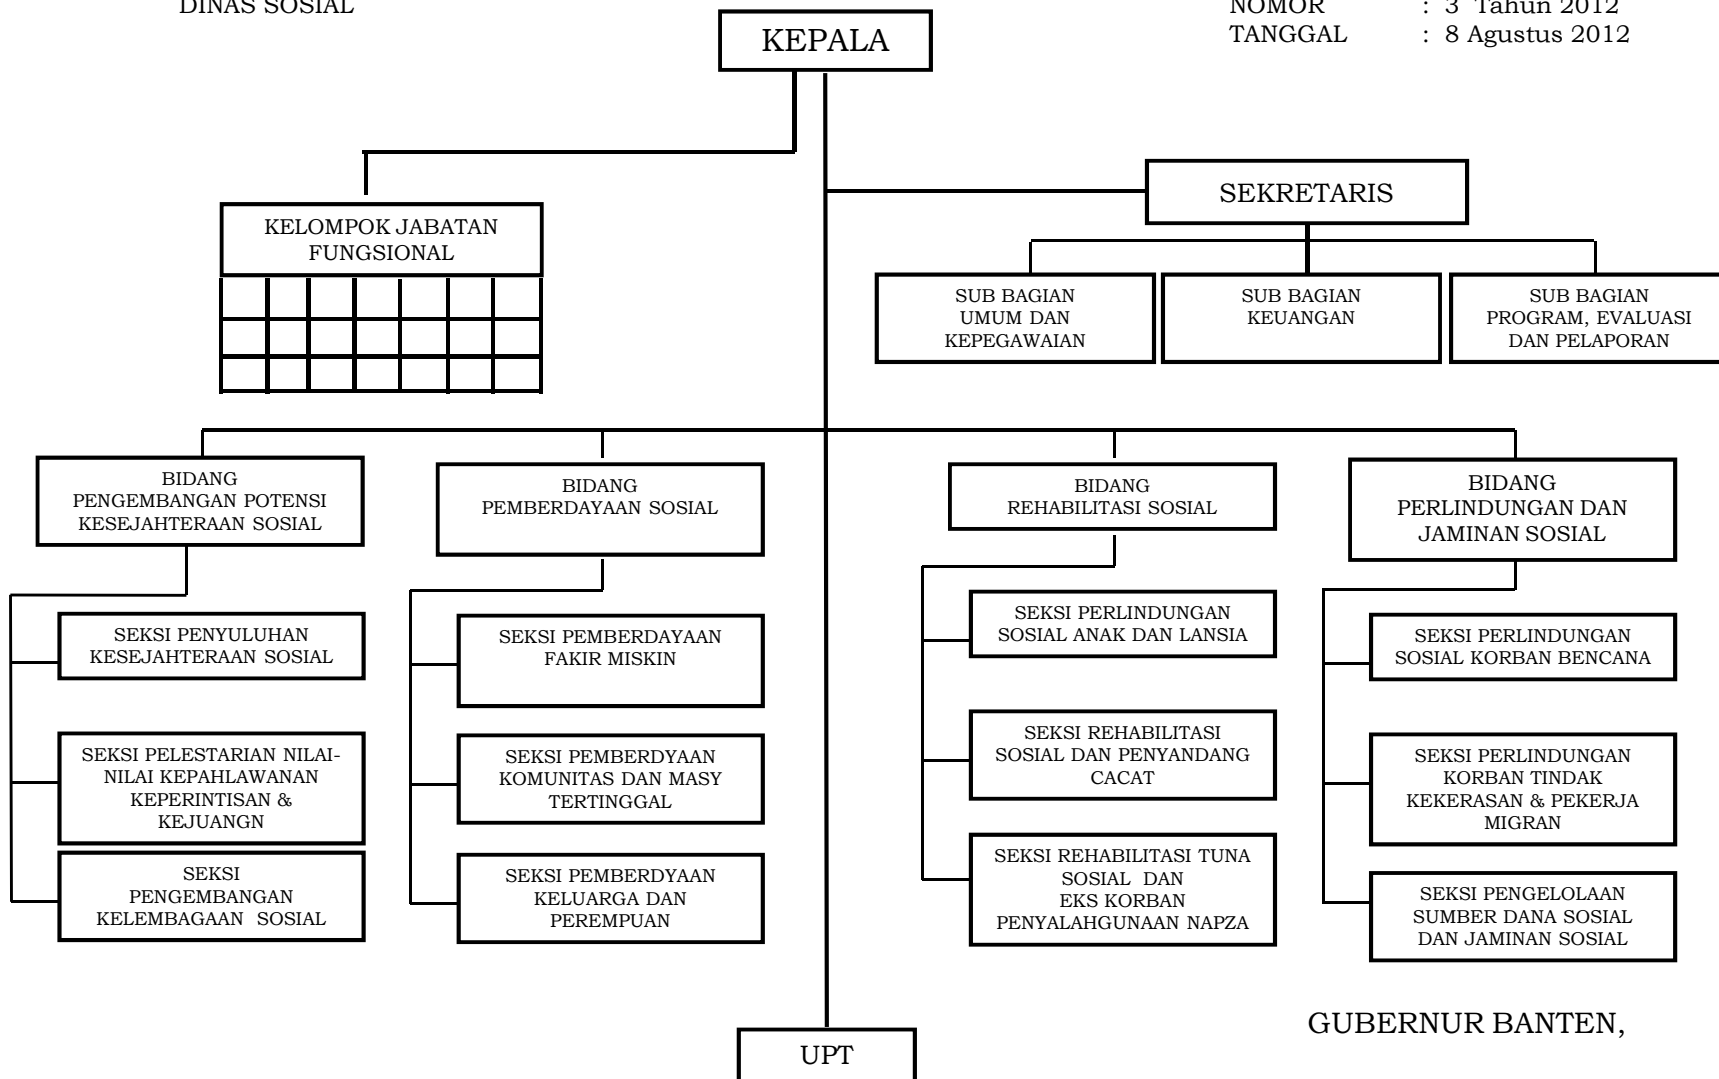 DINAS SOSIAL
NOMOR : 3 Tahun 2012
TANGGAL : 8 Agustus 2012
KEPALA
SEKRETARIS
KELOMPOK JABATAN
FUNGSIONAL
SUB BAGIAN
UMUM DAN
KEPEGAWAIAN
SUB BAGIAN
KEUANGAN
SUB BAGIAN
PROGRAM, EVALUASI
DAN PELAPORAN
BIDANG
PENGEMBANGAN POTENSI
KESEJAHTERAAN SOSIAL
BIDANG
PEMBERDAYAAN SOSIAL
BIDANG
REHABILITASI SOSIAL
BIDANG
PERLINDUNGAN DAN
JAMINAN SOSIAL
SEKSI PENYULUHAN
KESEJAHTERAAN SOSIAL
SEKSI PELESTARIAN NILAI-
NILAI KEPAHLAWANAN
KEPERINTISAN &
KEJUANGN
SEKSI
PENGEMBANGAN
KELEMBAGAAN SOSIAL
SEKSI PEMBERDAYAAN
FAKIR MISKIN
SEKSI PEMBERDYAAN
KOMUNITAS DAN MASY
TERTINGGAL
SEKSI PEMBERDYAAN
KELUARGA DAN
PEREMPUAN
SEKSI PERLINDUNGAN
SOSIAL ANAK DAN LANSIA
SEKSI REHABILITASI
SOSIAL DAN PENYANDANG
CACAT
SEKSI REHABILITASI TUNA
SOSIAL DAN
EKS KORBAN
PENYALAHGUNAAN NAPZA
SEKSI PERLINDUNGAN
SOSIAL KORBAN BENCANA
SEKSI PERLINDUNGAN
KORBAN TINDAK
KEKERASAN & PEKERJA
MIGRAN
SEKSI PENGELOLAAN
SUMBER DANA SOSIAL
DAN JAMINAN SOSIAL
GUBERNUR BANTEN,
UPT